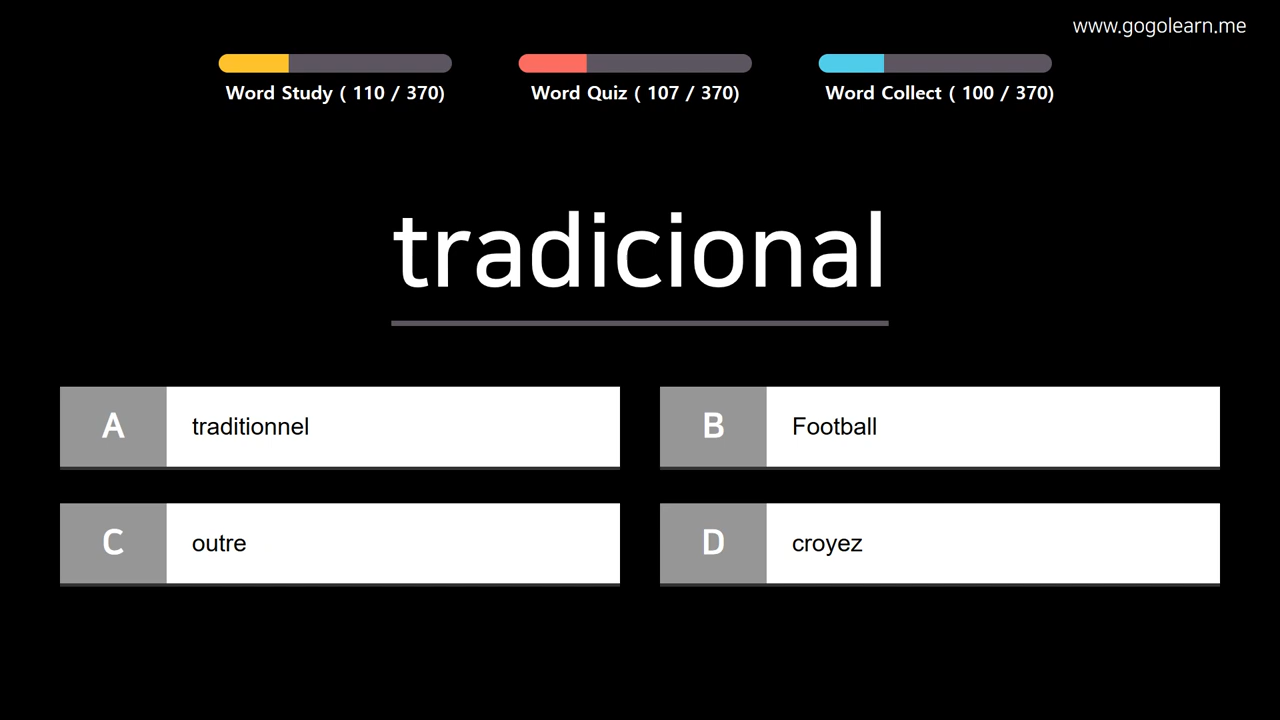 www.gogolearn.me
Word Study ( 110 / 370)
Word Quiz ( 107 / 370)
Word Collect ( 100 / 370)
tradicional
A traditionnel
B Football
C outre
D croyez